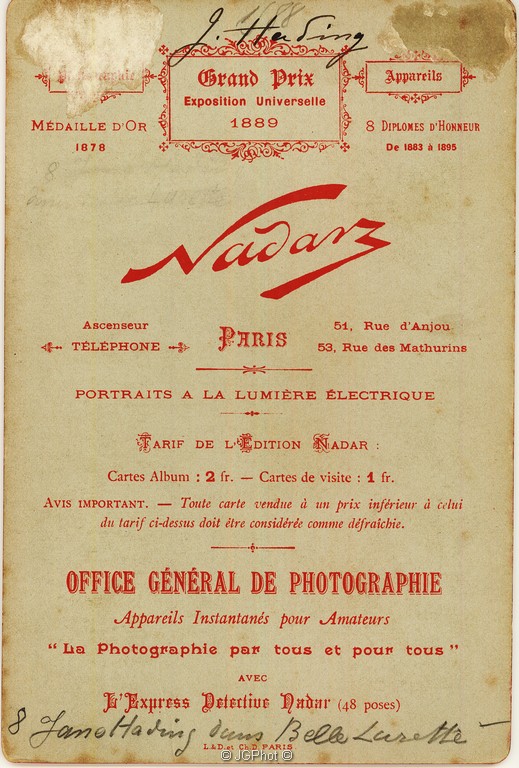 J. Hading
Grand Prix
Exposition Universelle
1889
Appareils
MÉDAILLE D'OR
1878
8 DIPLOMES D'HONNEUR
DE 1883 à 1895
8
Nadar
Ascenseur
TÉLÉPHONE
PARIS
51, Rue d'Anjou
53, Rue des Mathurins
PORTRAITS A LA LUMIÈRE ÉLECTRIQUE
TARIF DE L'EDITION NADAR :
Cartes Album : 2 fr. — Cartes de visite : 1 fr.
AVIS IMPORTANT. — Toute carte vendue à un prix inférieur à celui
du tarif ci-dessus doit être considérée comme défraîchie.
OFFICE GÉNÉRAL DE PHOTOGRAPHIE
Appareils Instantanés pour Amateurs
“La Photographie par tous et pour tous”
AVEC
L'Express Detective Nadar (48 poses)
8 Jane Hading dans Belle Lurette
L.& D. et Ch. D. PARIS.
© JGPhot ©